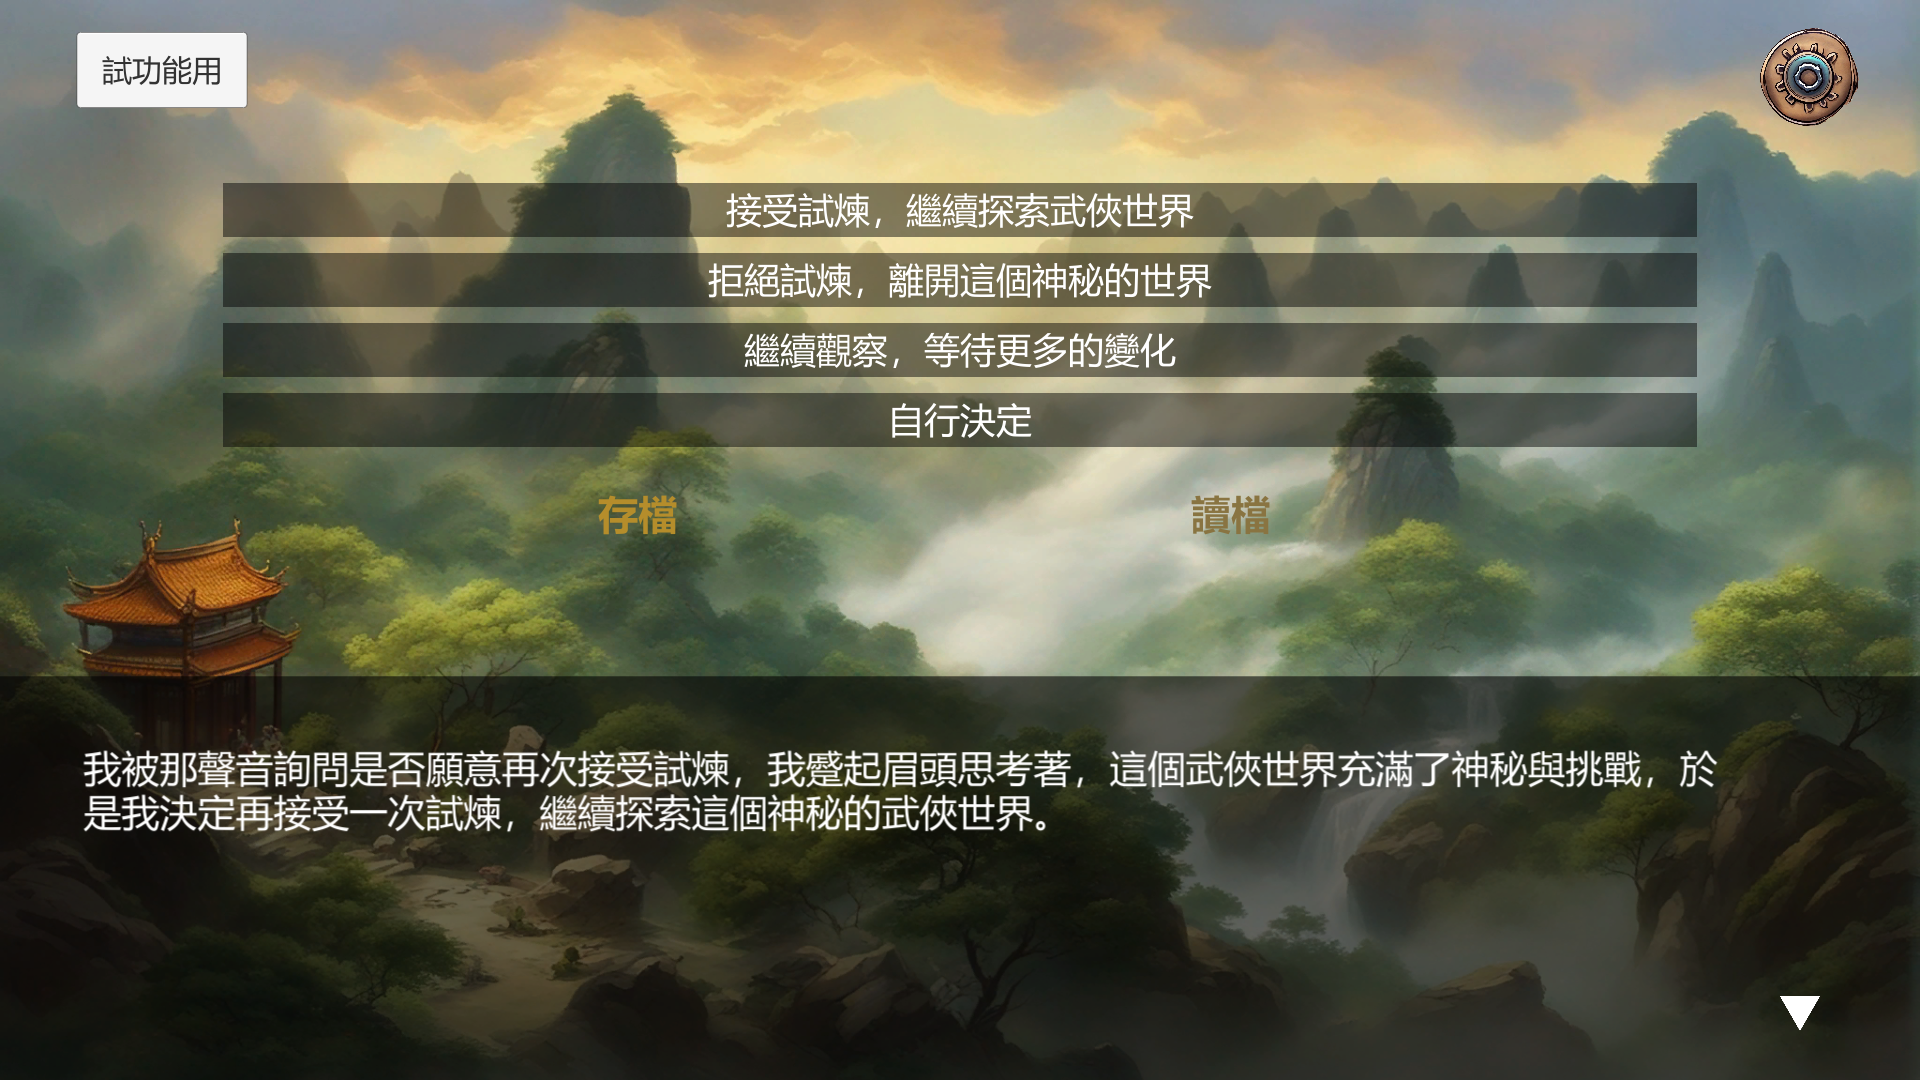 試功能用
接受試煉，繼續探索武俠世界
拒絕試煉，離開這個神秘的世界
繼續觀察，等待更多的變化
自行決定
存檔
讀檔
我被那聲音詢問是否願意再次接受試煉，我蹙起眉頭思考著，這個武俠世界充滿了神秘與挑戰，於
是我決定再接受一次試煉，繼續探索這個神秘的武俠世界。